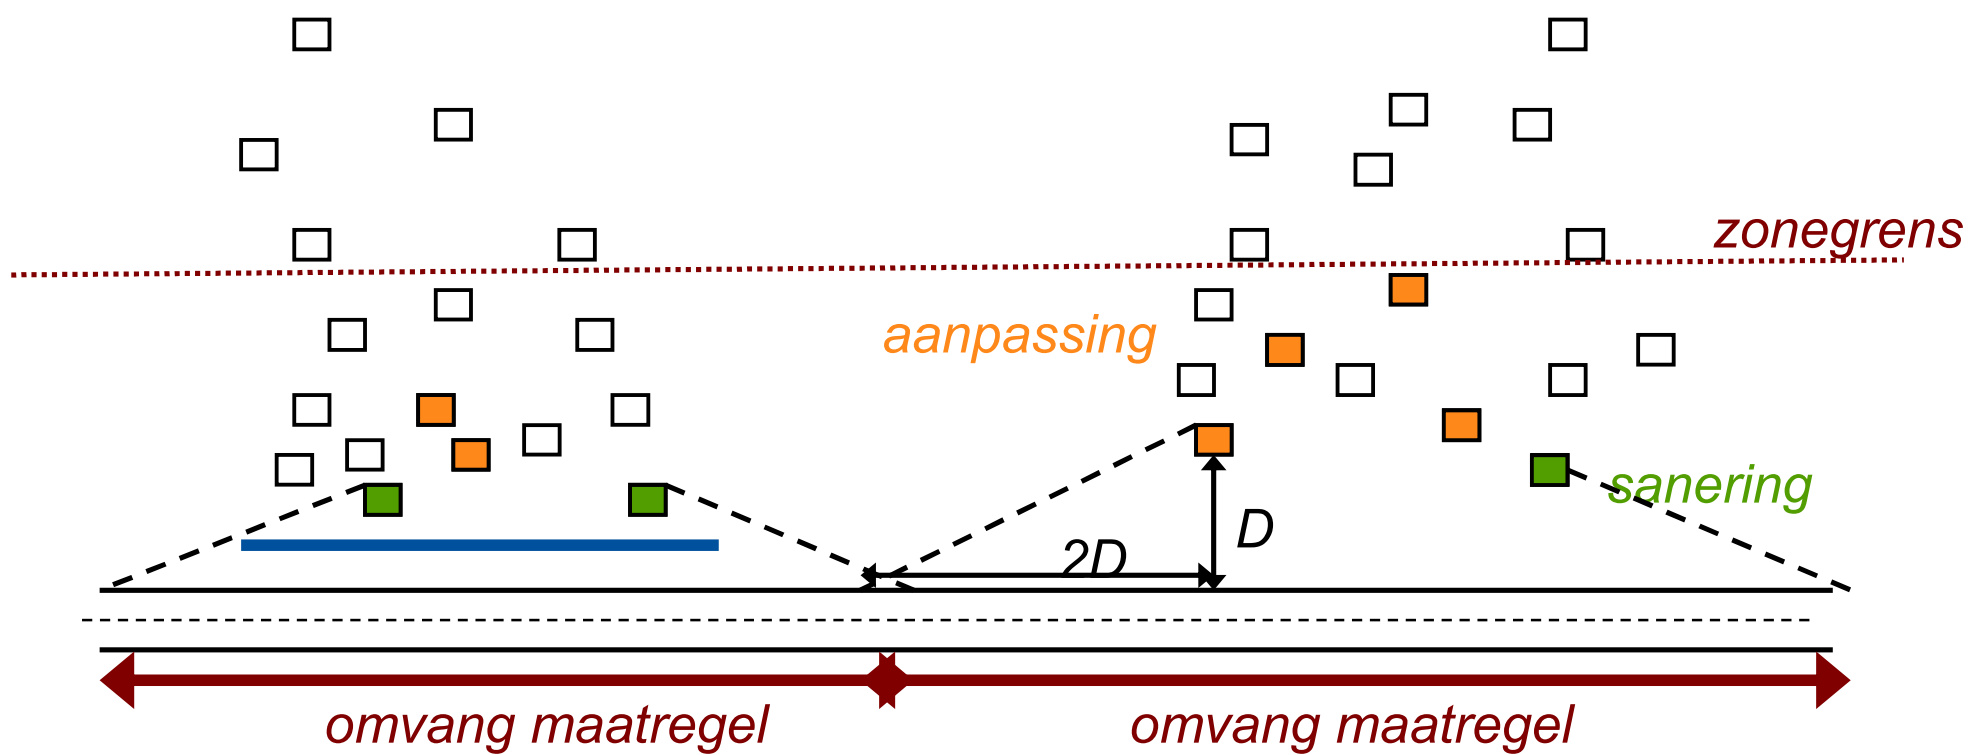 zonegrens
aanpassing
sanering
D
2D
omvang maatregel
omvang maatregel